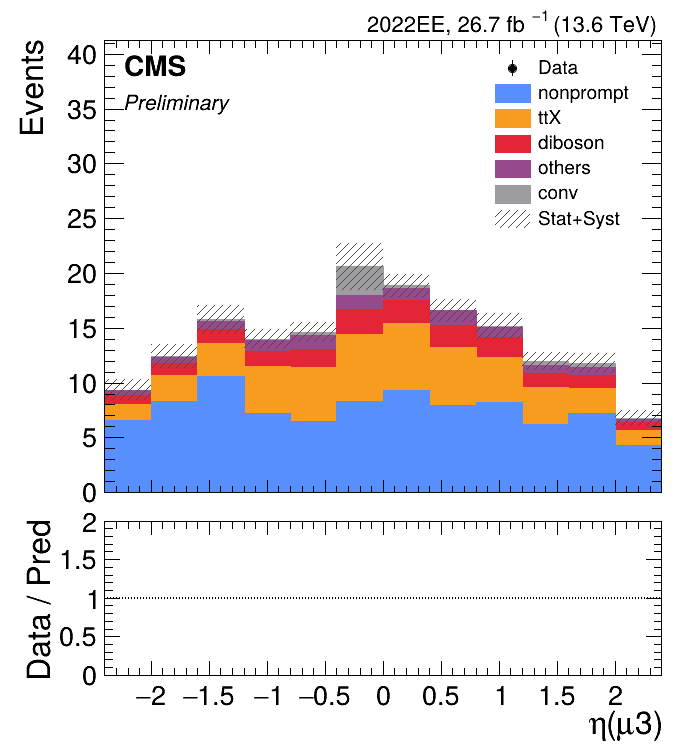 2022EE, 26.7 fb⁻¹ (13.6 TeV)
CMS
Preliminary
Data
nonprompt
ttX
diboson
others
conv
Stat+Syst
Events
40
35
30
25
20
15
10
5
0
Data / Pred
2
1.5
1
0.5
0
−2 −1.5 −1 −0.5 0 0.5 1 1.5 2
η(μ3)